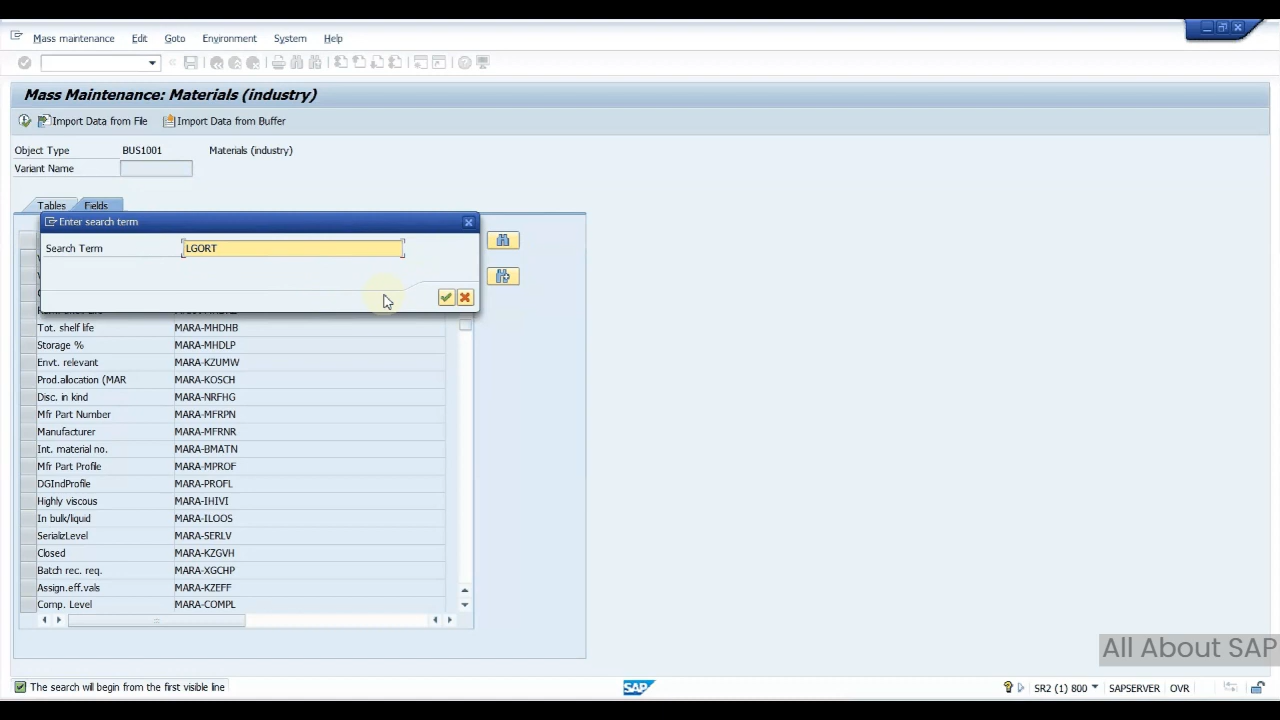 Mass maintenance Edit Goto Environment System Help
Mass Maintenance: Materials (industry)
Import Data from File Import Data from Buffer
Object Type BUS1001 Materials (industry)
Variant Name
Tables Fields
Enter search term
Search Term LGORT
Tot. shelf life MARA-MHDHB
Storage % MARA-MHDLP
Envt. relevant MARA-KZUMW
Prod.allocation (MAR MARA-KOSCH
Disc. in kind MARA-NRFHG
Mfr Part Number MARA-MFRPN
Manufacturer MARA-MFRNR
Int. material no. MARA-BMATN
Mfr Part Profile MARA-MPROF
DGIndProfile MARA-PROFL
Highly viscous MARA-IHIVI
In bulk/liquid MARA-ILOOS
SerializLevel MARA-SERLV
Closed MARA-KZGVH
Batch rec. req. MARA-XGCHP
Assign.eff.vals MARA-KZEFF
Comp. Level MARA-COMPL
All About SAP
The search will begin from the first visible line SAP SR2 (1) 800 SAPSERVER OVR